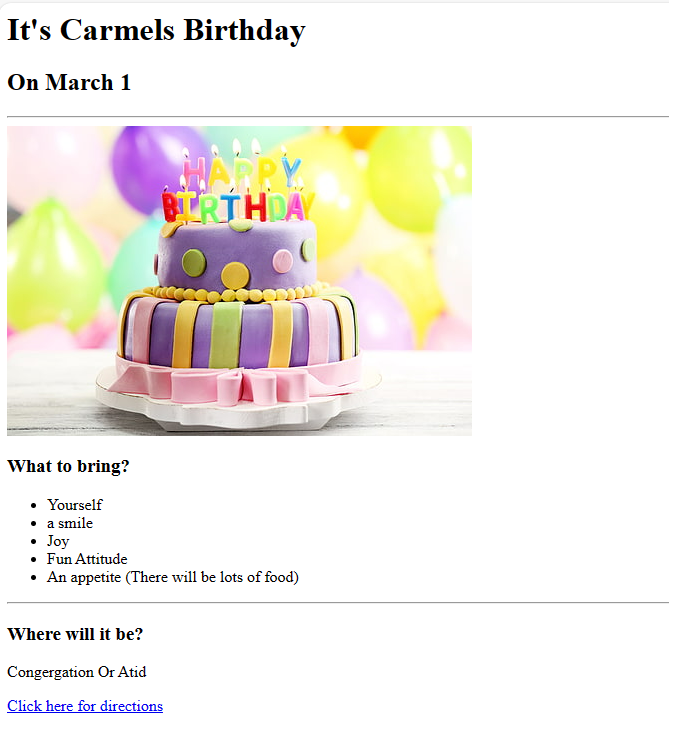 It's Carmels Birthday
On March 1
HAPPY
BIRTHDAY
What to bring?
Yourself
a smile
Joy
Fun Attitude
An appetite (There will be lots of food)
Where will it be?
Congergation Or Atid
Click here for directions